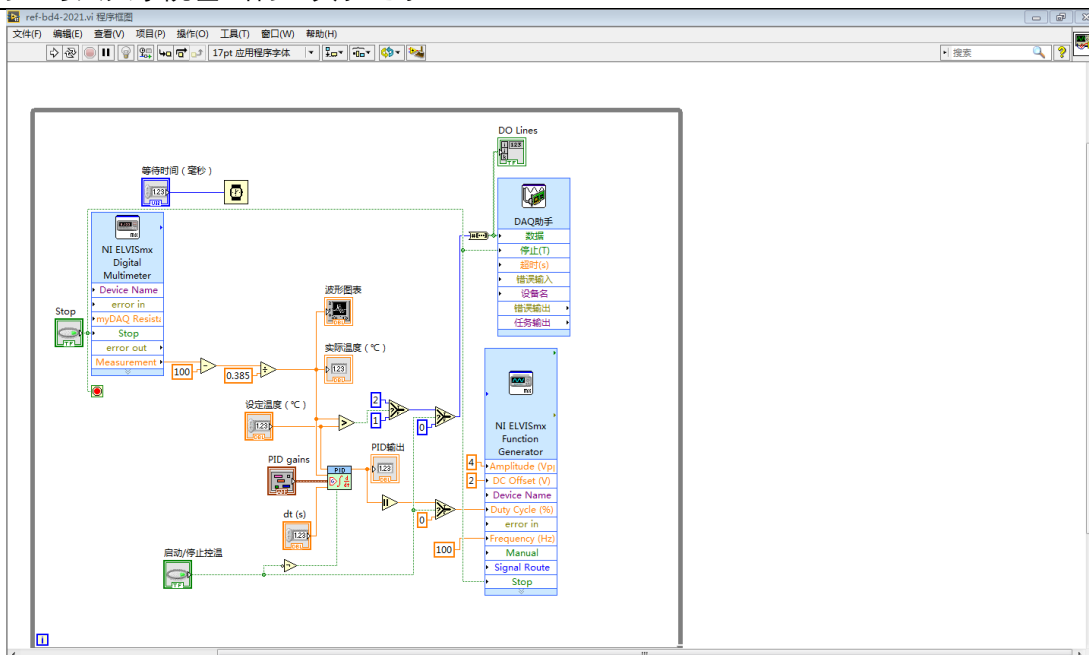 ref-bd4-2021.vi 程序框图
文件(F) 编辑(E) 查看(V) 项目(P) 操作(O) 工具(T) 窗口(W) 帮助(H)
17pt 应用程序字体
搜索
DO Lines
等待时间（毫秒）
NI ELVISmx
Digital
Multimeter
Device Name
error in
myDAQ Resista
Stop
error out
Measurement
Stop
100
0.385
波形图表
实际温度（℃）
设定温度（℃）
2
1
0
PID gains
PID
PID输出
dt (s)
0
启动/停止控温
DAQ助手
数据
停止(T)
超时(s)
错误输入
设备名
错误输出
任务输出
NI ELVISmx
Function
Generator
4
Amplitude (Vp
2
DC Offset (V)
Device Name
Duty Cycle (%)
error in
100
Frequency (Hz)
Manual
Signal Route
Stop
i